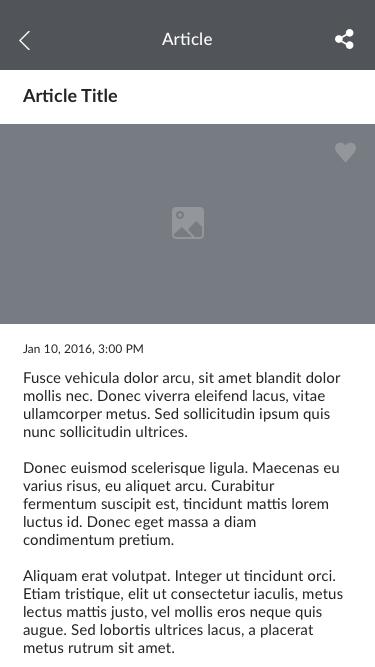 Article
Article Title
Jan 10, 2016, 3:00 PM
Fusce vehicula dolor arcu, sit amet blandit dolor
mollis nec. Donec viverra eleifend lacus, vitae
ullamcorper metus. Sed sollicitudin ipsum quis
nunc sollicitudin ultrices.
Donec euismod scelerisque ligula. Maecenas eu
varius risus, eu aliquet arcu. Curabitur
fermentum suscipit est, tincidunt mattis lorem
luctus id. Donec eget massa a diam
condimentum pretium.
Aliquam erat volutpat. Integer ut tincidunt orci.
Etiam tristique, elit ut consectetur iaculis, metus
lectus mattis justo, vel mollis eros neque quis
augue. Sed lobortis ultrices lacus, a placerat
metus rutrum sit amet.